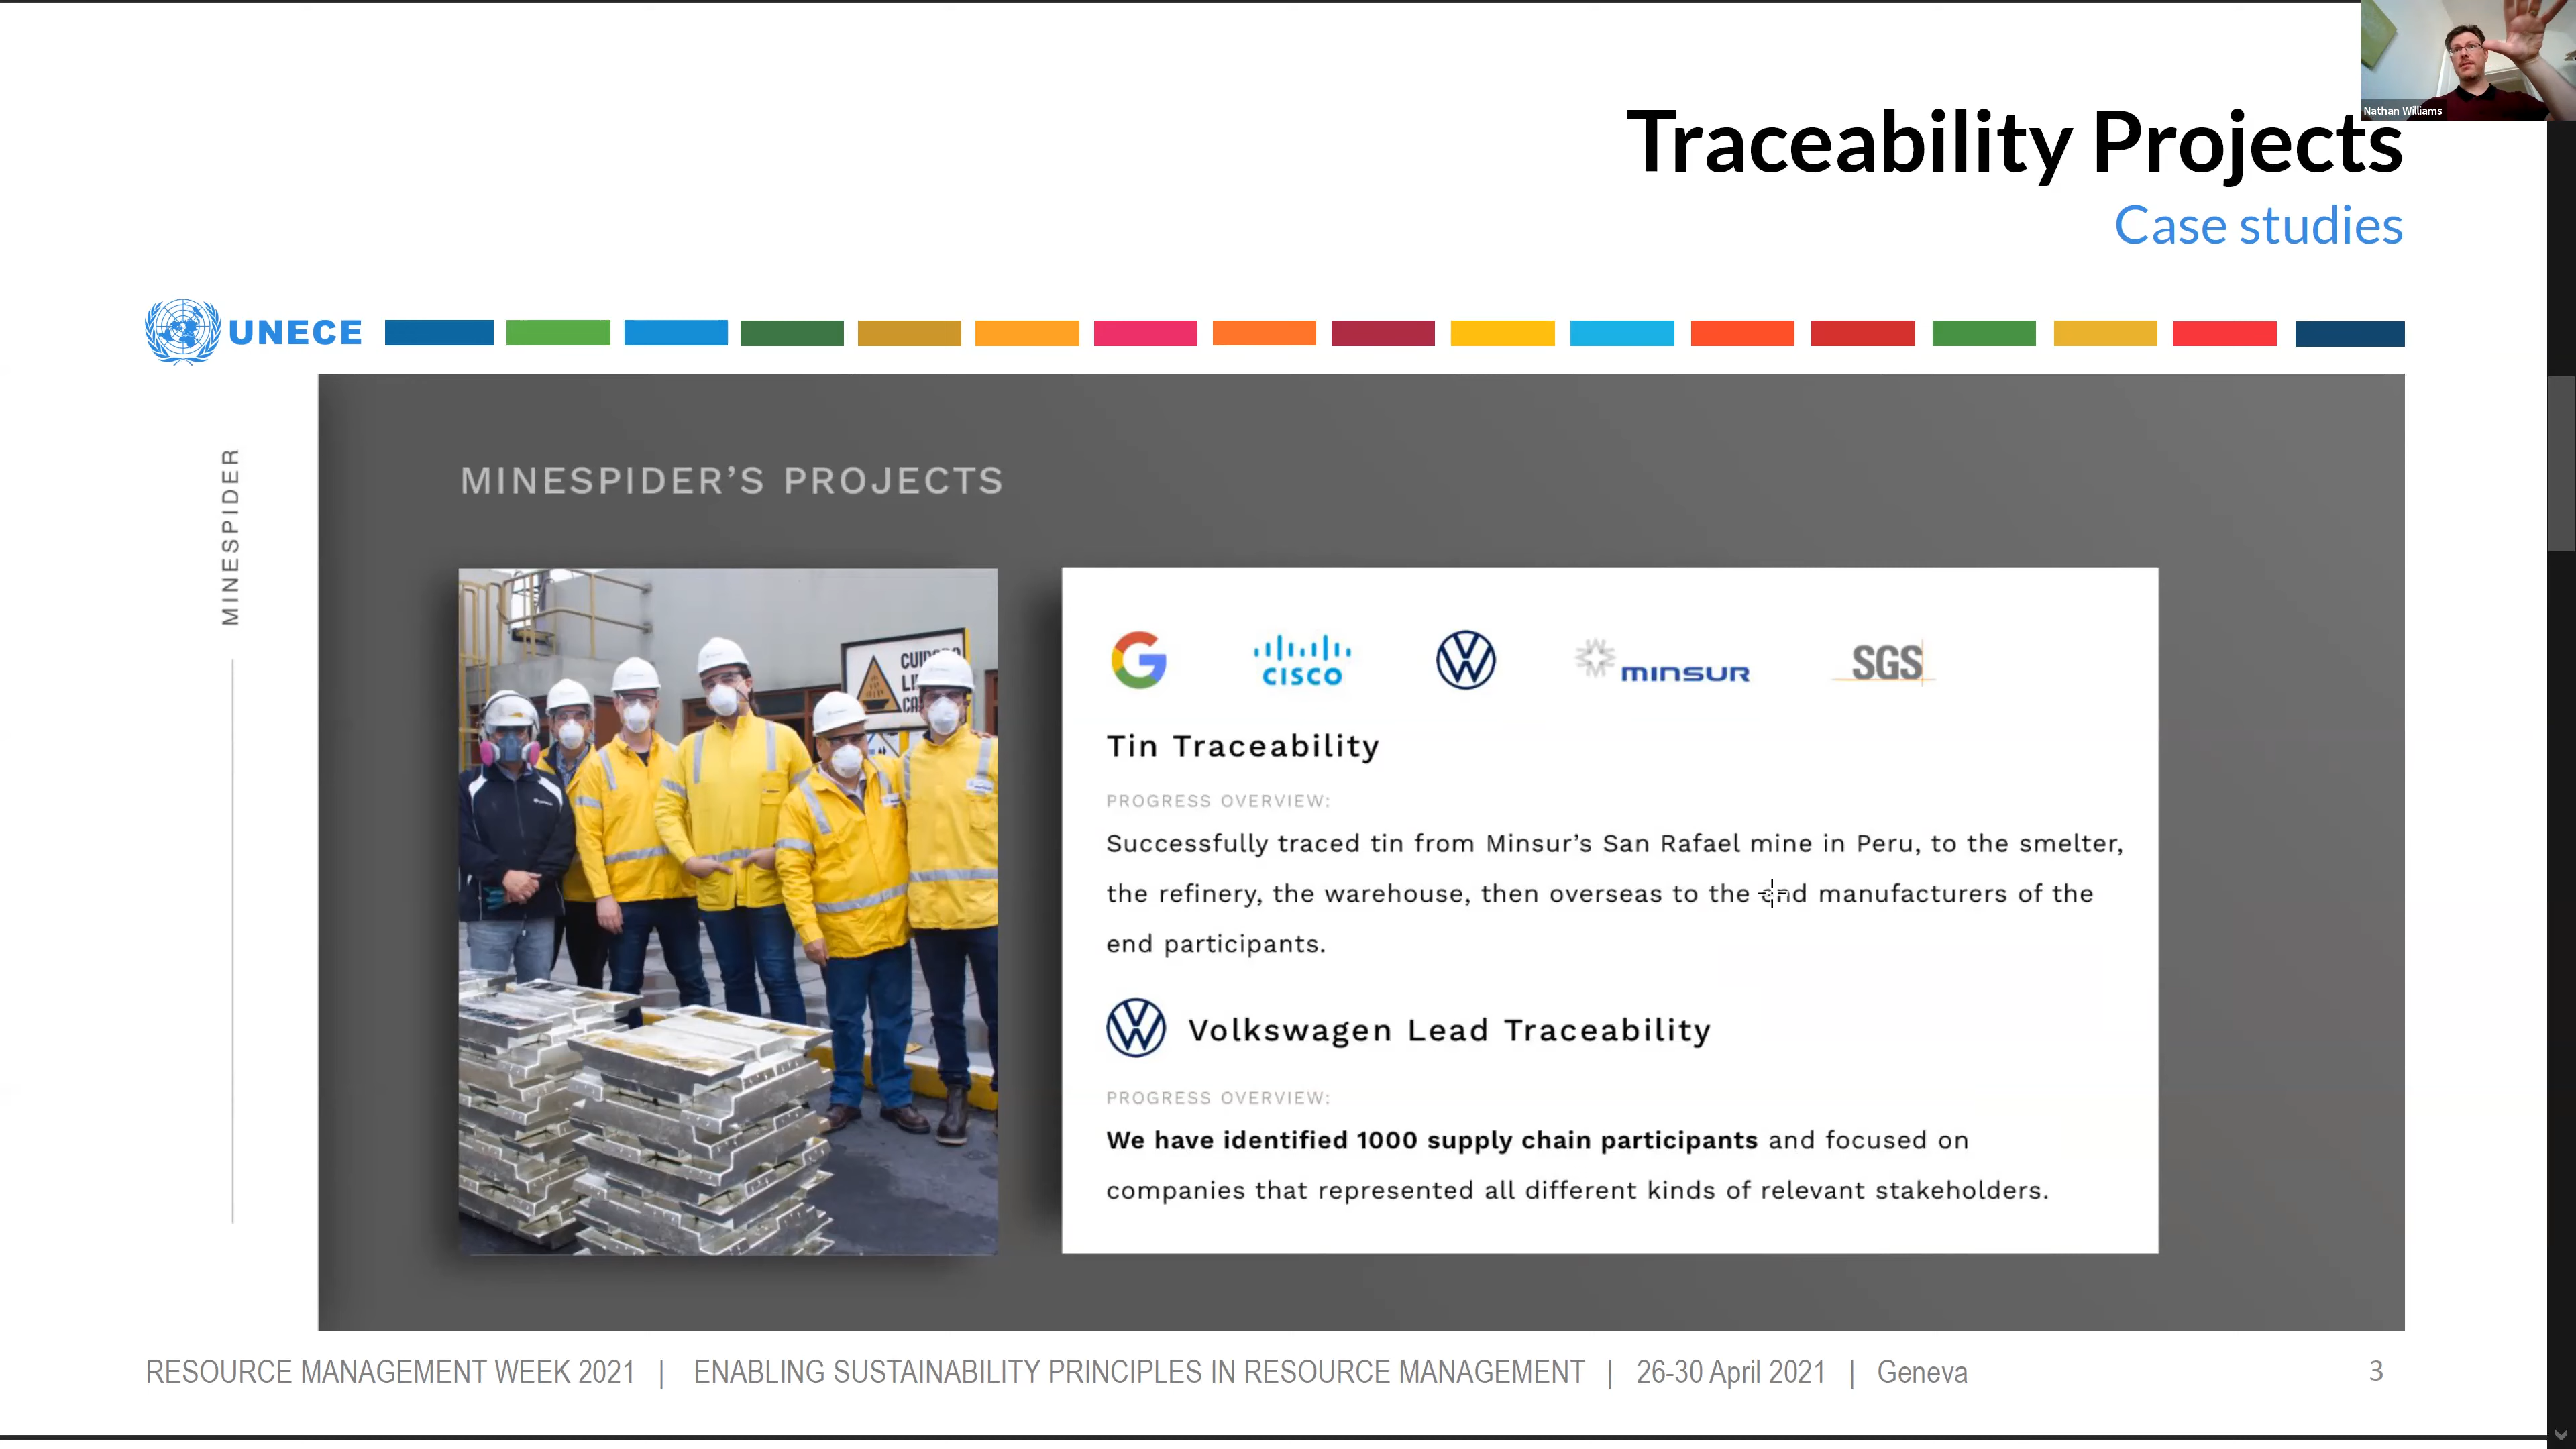 Nathan Williams
Traceability Projects
Case studies
UNECE
MINESPIDER
MINESPIDER’S PROJECTS
CISCO
MINSUR
SGS
Tin Traceability
PROGRESS OVERVIEW:
Successfully traced tin from Minsur’s San Rafael mine in Peru, to the smelter,
the refinery, the warehouse, then overseas to the end manufacturers of the
end participants.
Volkswagen Lead Traceability
PROGRESS OVERVIEW:
We have identified 1000 supply chain participants and focused on
companies that represented all different kinds of relevant stakeholders.
RESOURCE MANAGEMENT WEEK 2021 | ENABLING SUSTAINABILITY PRINCIPLES IN RESOURCE MANAGEMENT | 26-30 April 2021 | Geneva
3